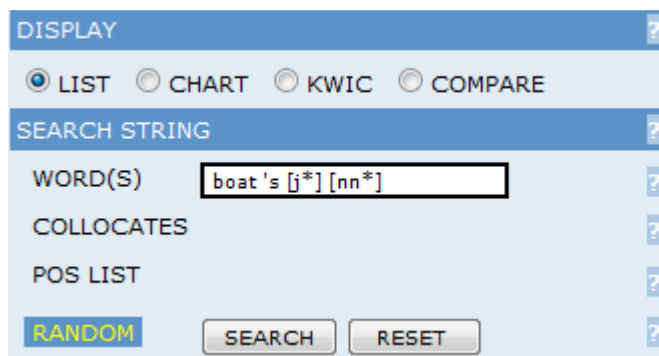 DISPLAY ?
LIST CHART KWIC COMPARE
SEARCH STRING ?
WORD(S) boat 's [j*] [nn*] ?
COLLOCATES ?
POS LIST ?
RANDOM SEARCH RESET ?